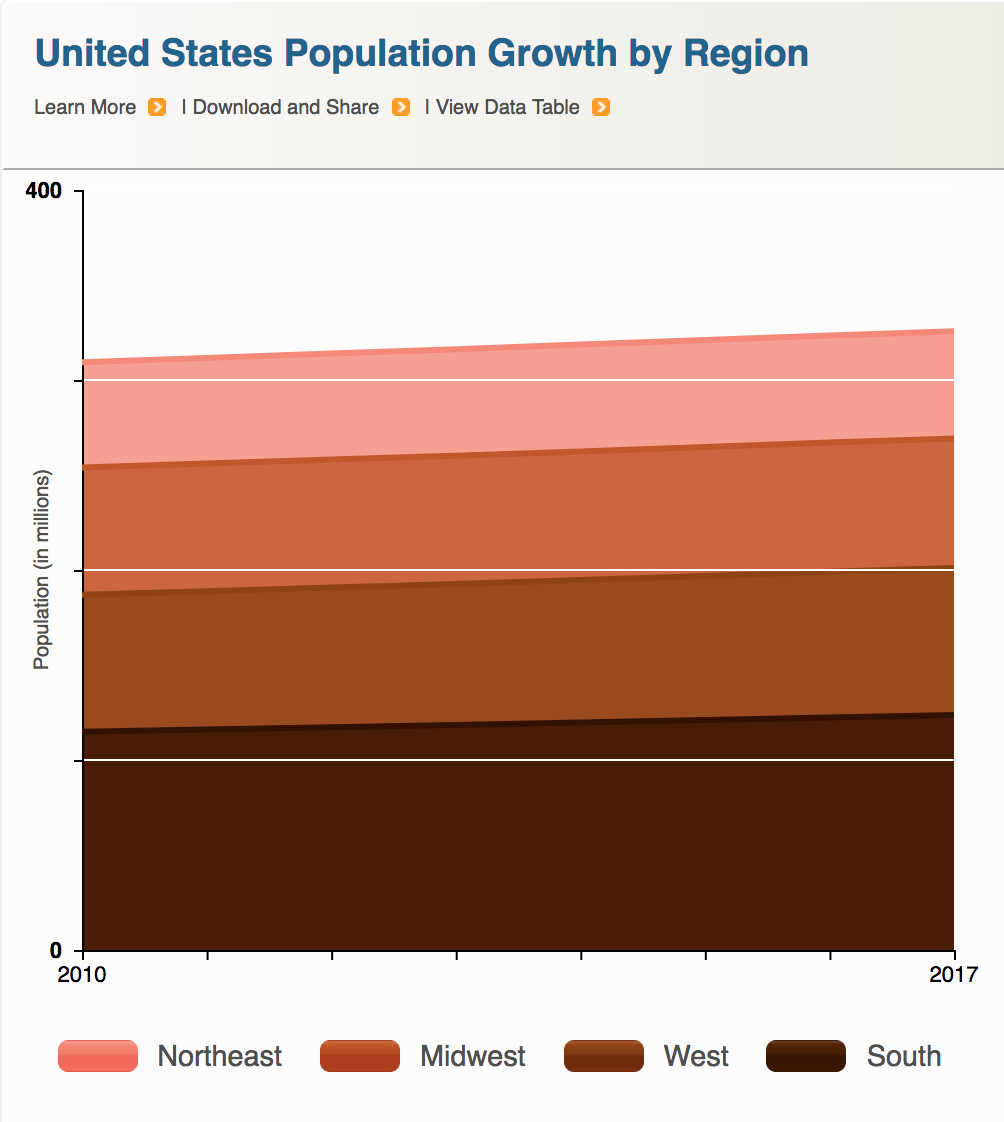 United States Population Growth by Region
Learn More | Download and Share | View Data Table
400
Population (in millions)
0
2010 2017
Northeast Midwest West South